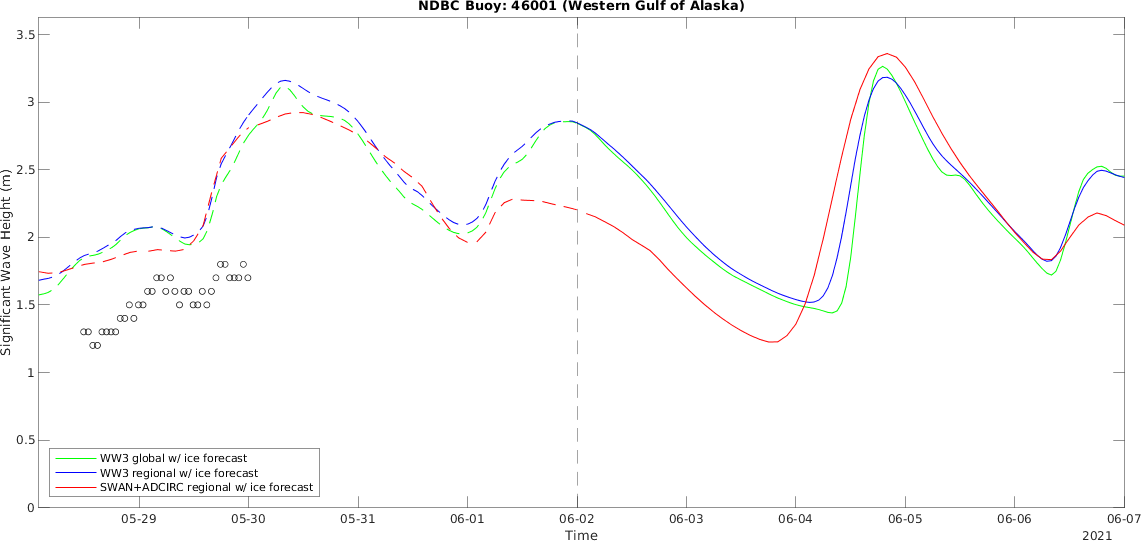 NDBC Buoy: 46001 (Western Gulf of Alaska)
3.5
3
2.5
2
1.5
1
0.5
0
Significant Wave Height (m)
WW3 global w/ ice forecast
WW3 regional w/ ice forecast
SWAN+ADCIRC regional w/ ice forecast
05-29 05-30 05-31 06-01 06-02 06-03 06-04 06-05 06-06 06-07
Time
2021